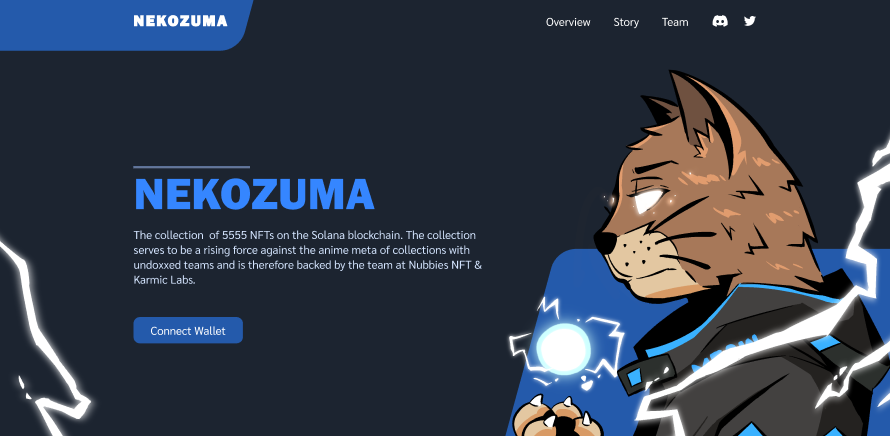 NEKOZUMA
Overview Story Team
NEKOZUMA
The collection of 5555 NFTs on the Solana blockchain. The collection
serves to be a rising force against the anime meta of collections with
undoxxed teams and is therefore backed by the team at Nubbies NFT &
Karmic Labs.
Connect Wallet